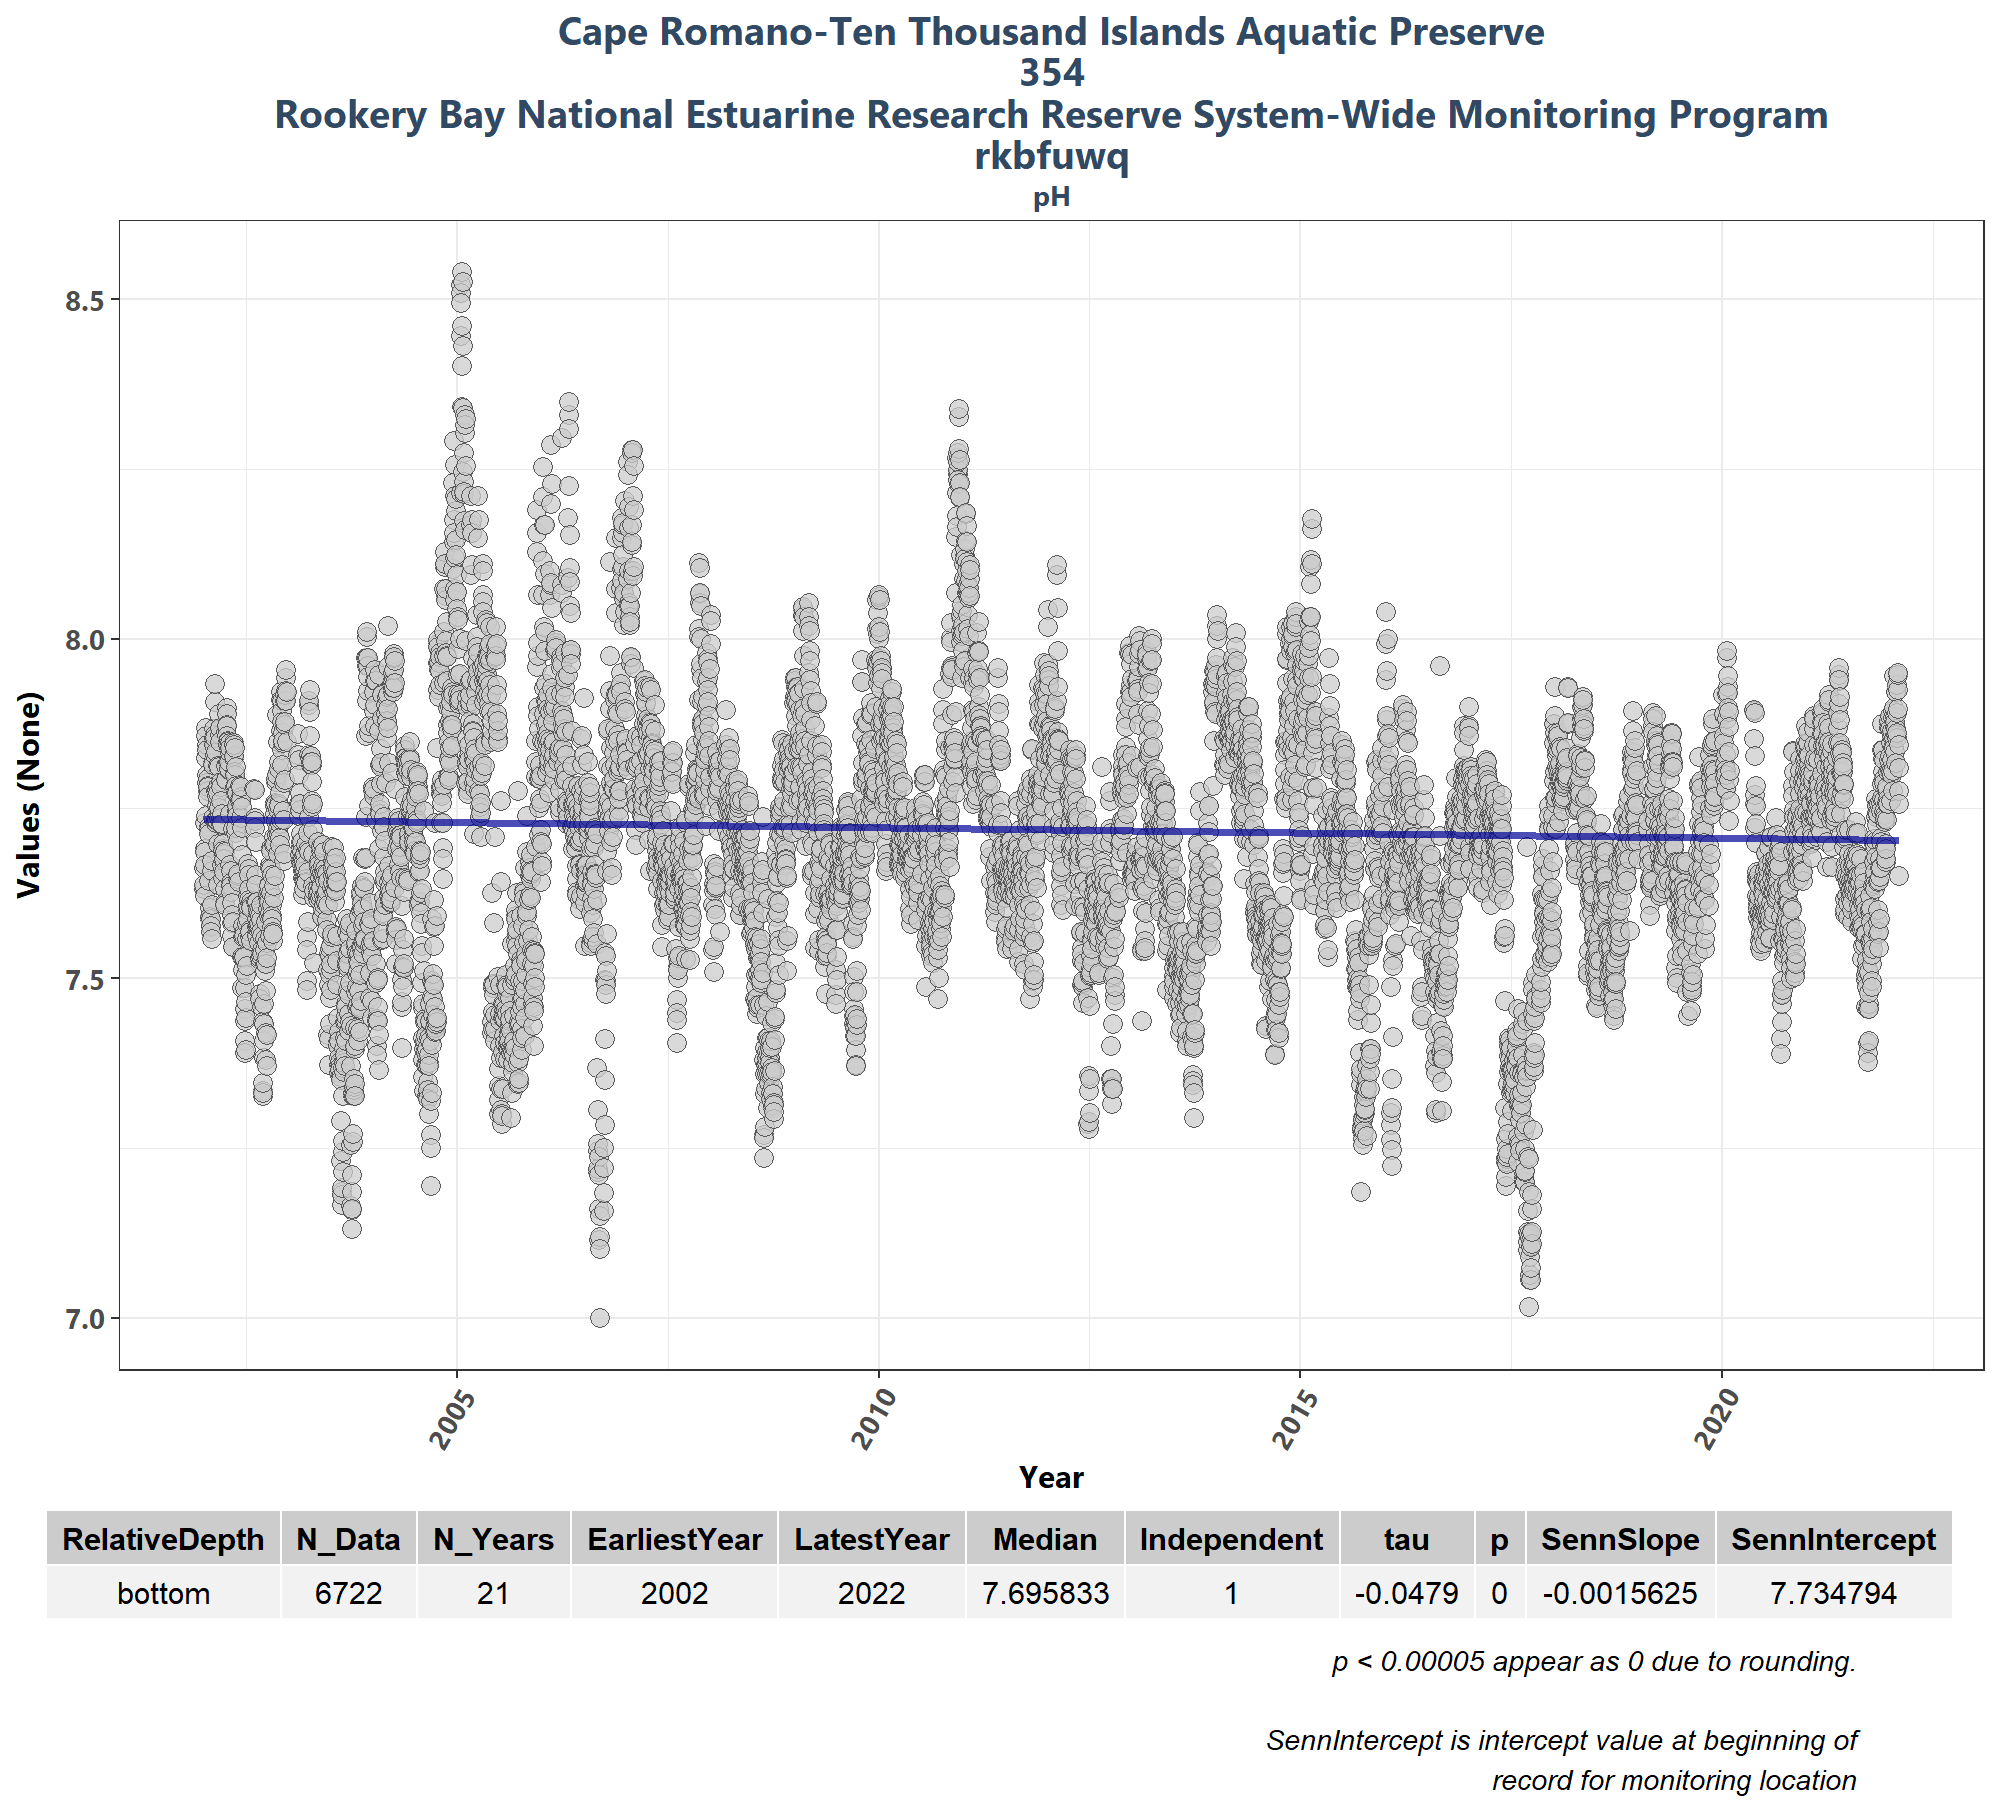 Cape Romano-Ten Thousand Islands Aquatic Preserve
354
Rookery Bay National Estuarine Research Reserve System-Wide Monitoring Program
rkbfuwq
pH
8.5
8.0
7.5
7.0
Values (None)
2005
2010
2015
2020
Year
RelativeDepth N_Data N_Years EarliestYear LatestYear Median Independent tau p SennSlope SennIntercept
bottom 6722 21 2002 2022 7.695833 1 -0.0479 0 -0.0015625 7.734794
p < 0.00005 appear as 0 due to rounding.
SennIntercept is intercept value at beginning of
record for monitoring location